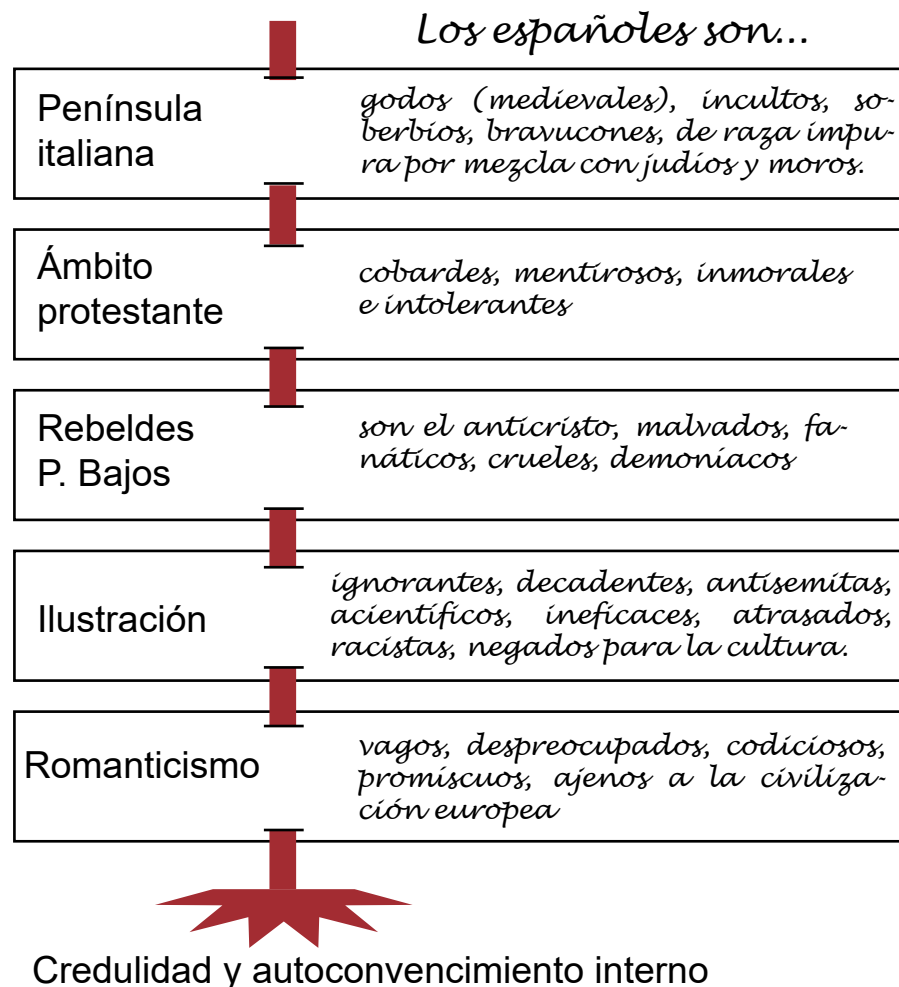 Los españoles son...
Península
italiana
godos (medievales), incultos, so-
berbios, bravucones, de raza impu-
ra por mezcla con judíos y moros.
Ámbito
protestante
cobardes, mentirosos, inmorales
e intolerantes
Rebeldes
P. Bajos
son el anticristo, malvados, fa-
náticos, crueles, demoniacos
Ilustración
ignorantes, decadentes, antisemitas,
acientíficos, ineficaces, atrasados,
racistas, negados para la cultura.
Romanticismo
vagos, despreocupados, codiciosos,
promiscuos, ajenos a la civiliza-
ción europea
Credulidad y autoconvencimiento interno